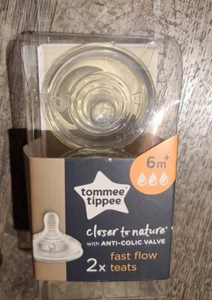 6m+
tommee
tippee
closer to nature
with ANTI-COLIC VALVE
2x fast flow
teats